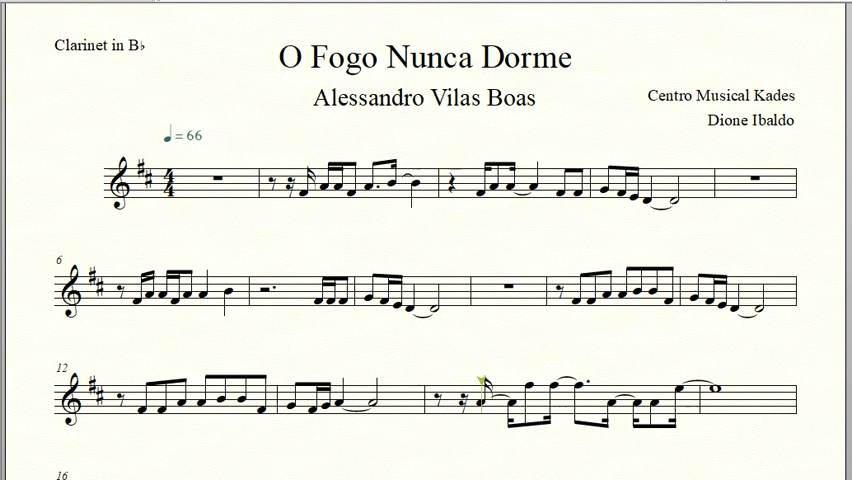 Clarinet in B♭
O Fogo Nunca Dorme
Alessandro Vilas Boas
Centro Musical Kades
Dione Ibaldo
♩ = 66
6
12
16